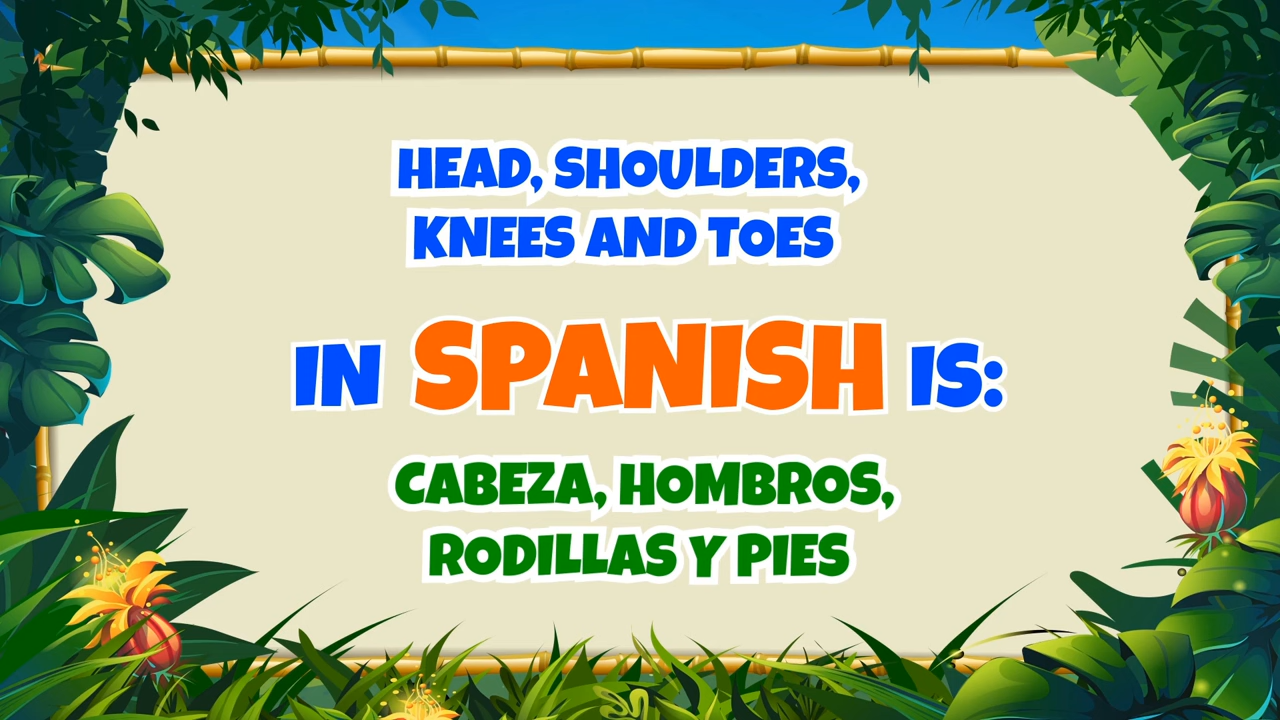 HEAD, SHOULDERS,
KNEES AND TOES
IN SPANISH IS:
CABEZA, HOMBROS,
RODILLAS Y PIES